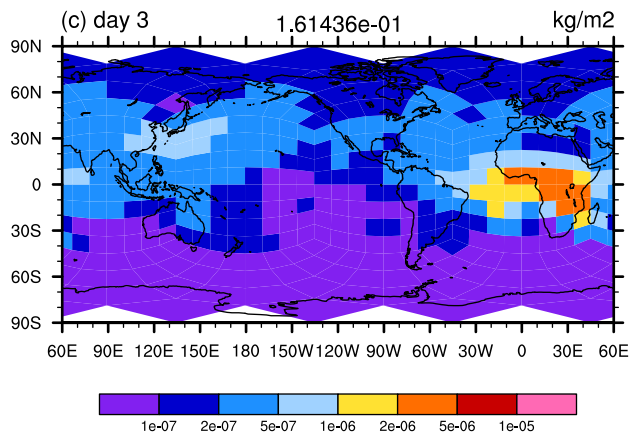 (c) day 3 1.61436e-01 kg/m2
90N
60N
30N
0
30S
60S
90S
60E 90E 120E 150E 180 150W 120W 90W 60W 30W 0 30E 60E
1e-07 2e-07 5e-07 1e-06 2e-06 5e-06 1e-05